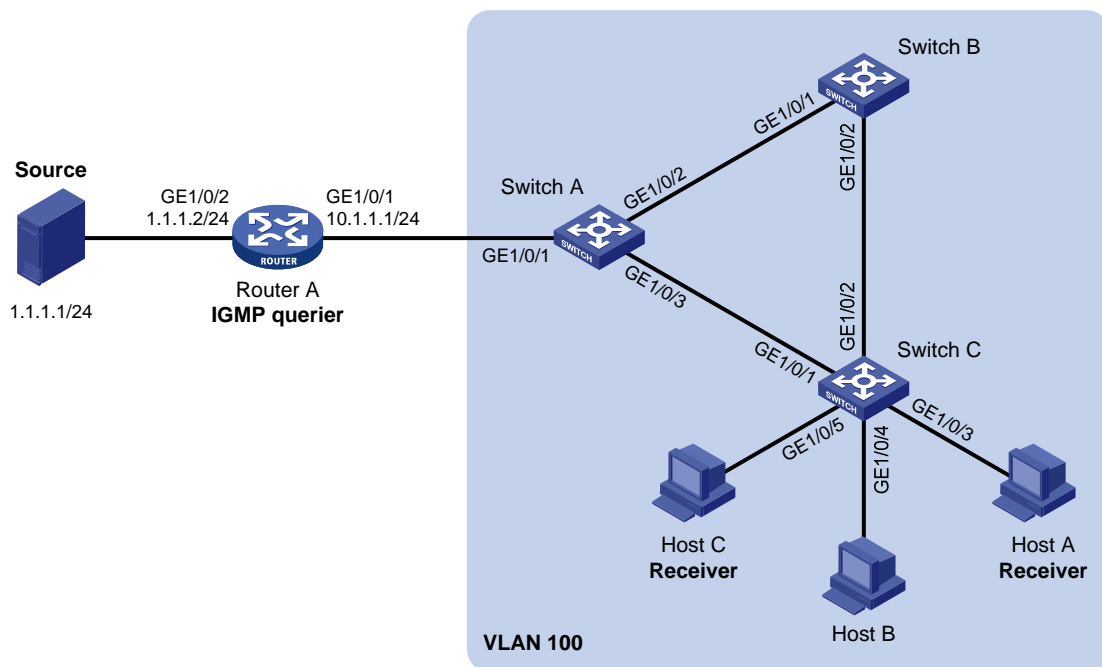 Switch B
GE1/0/1
GE1/0/2
SWITCH
Source
1.1.1.1/24
GE1/0/2
1.1.1.2/24
GE1/0/1
10.1.1.1/24
ROUTER
Router A
IGMP querier
Switch A
GE1/0/2
GE1/0/1
SWITCH
GE1/0/3
GE1/0/2
GE1/0/1
Switch C
SWITCH
GE1/0/5
GE1/0/4
GE1/0/3
Host C
Receiver
Host B
Host A
Receiver
VLAN 100